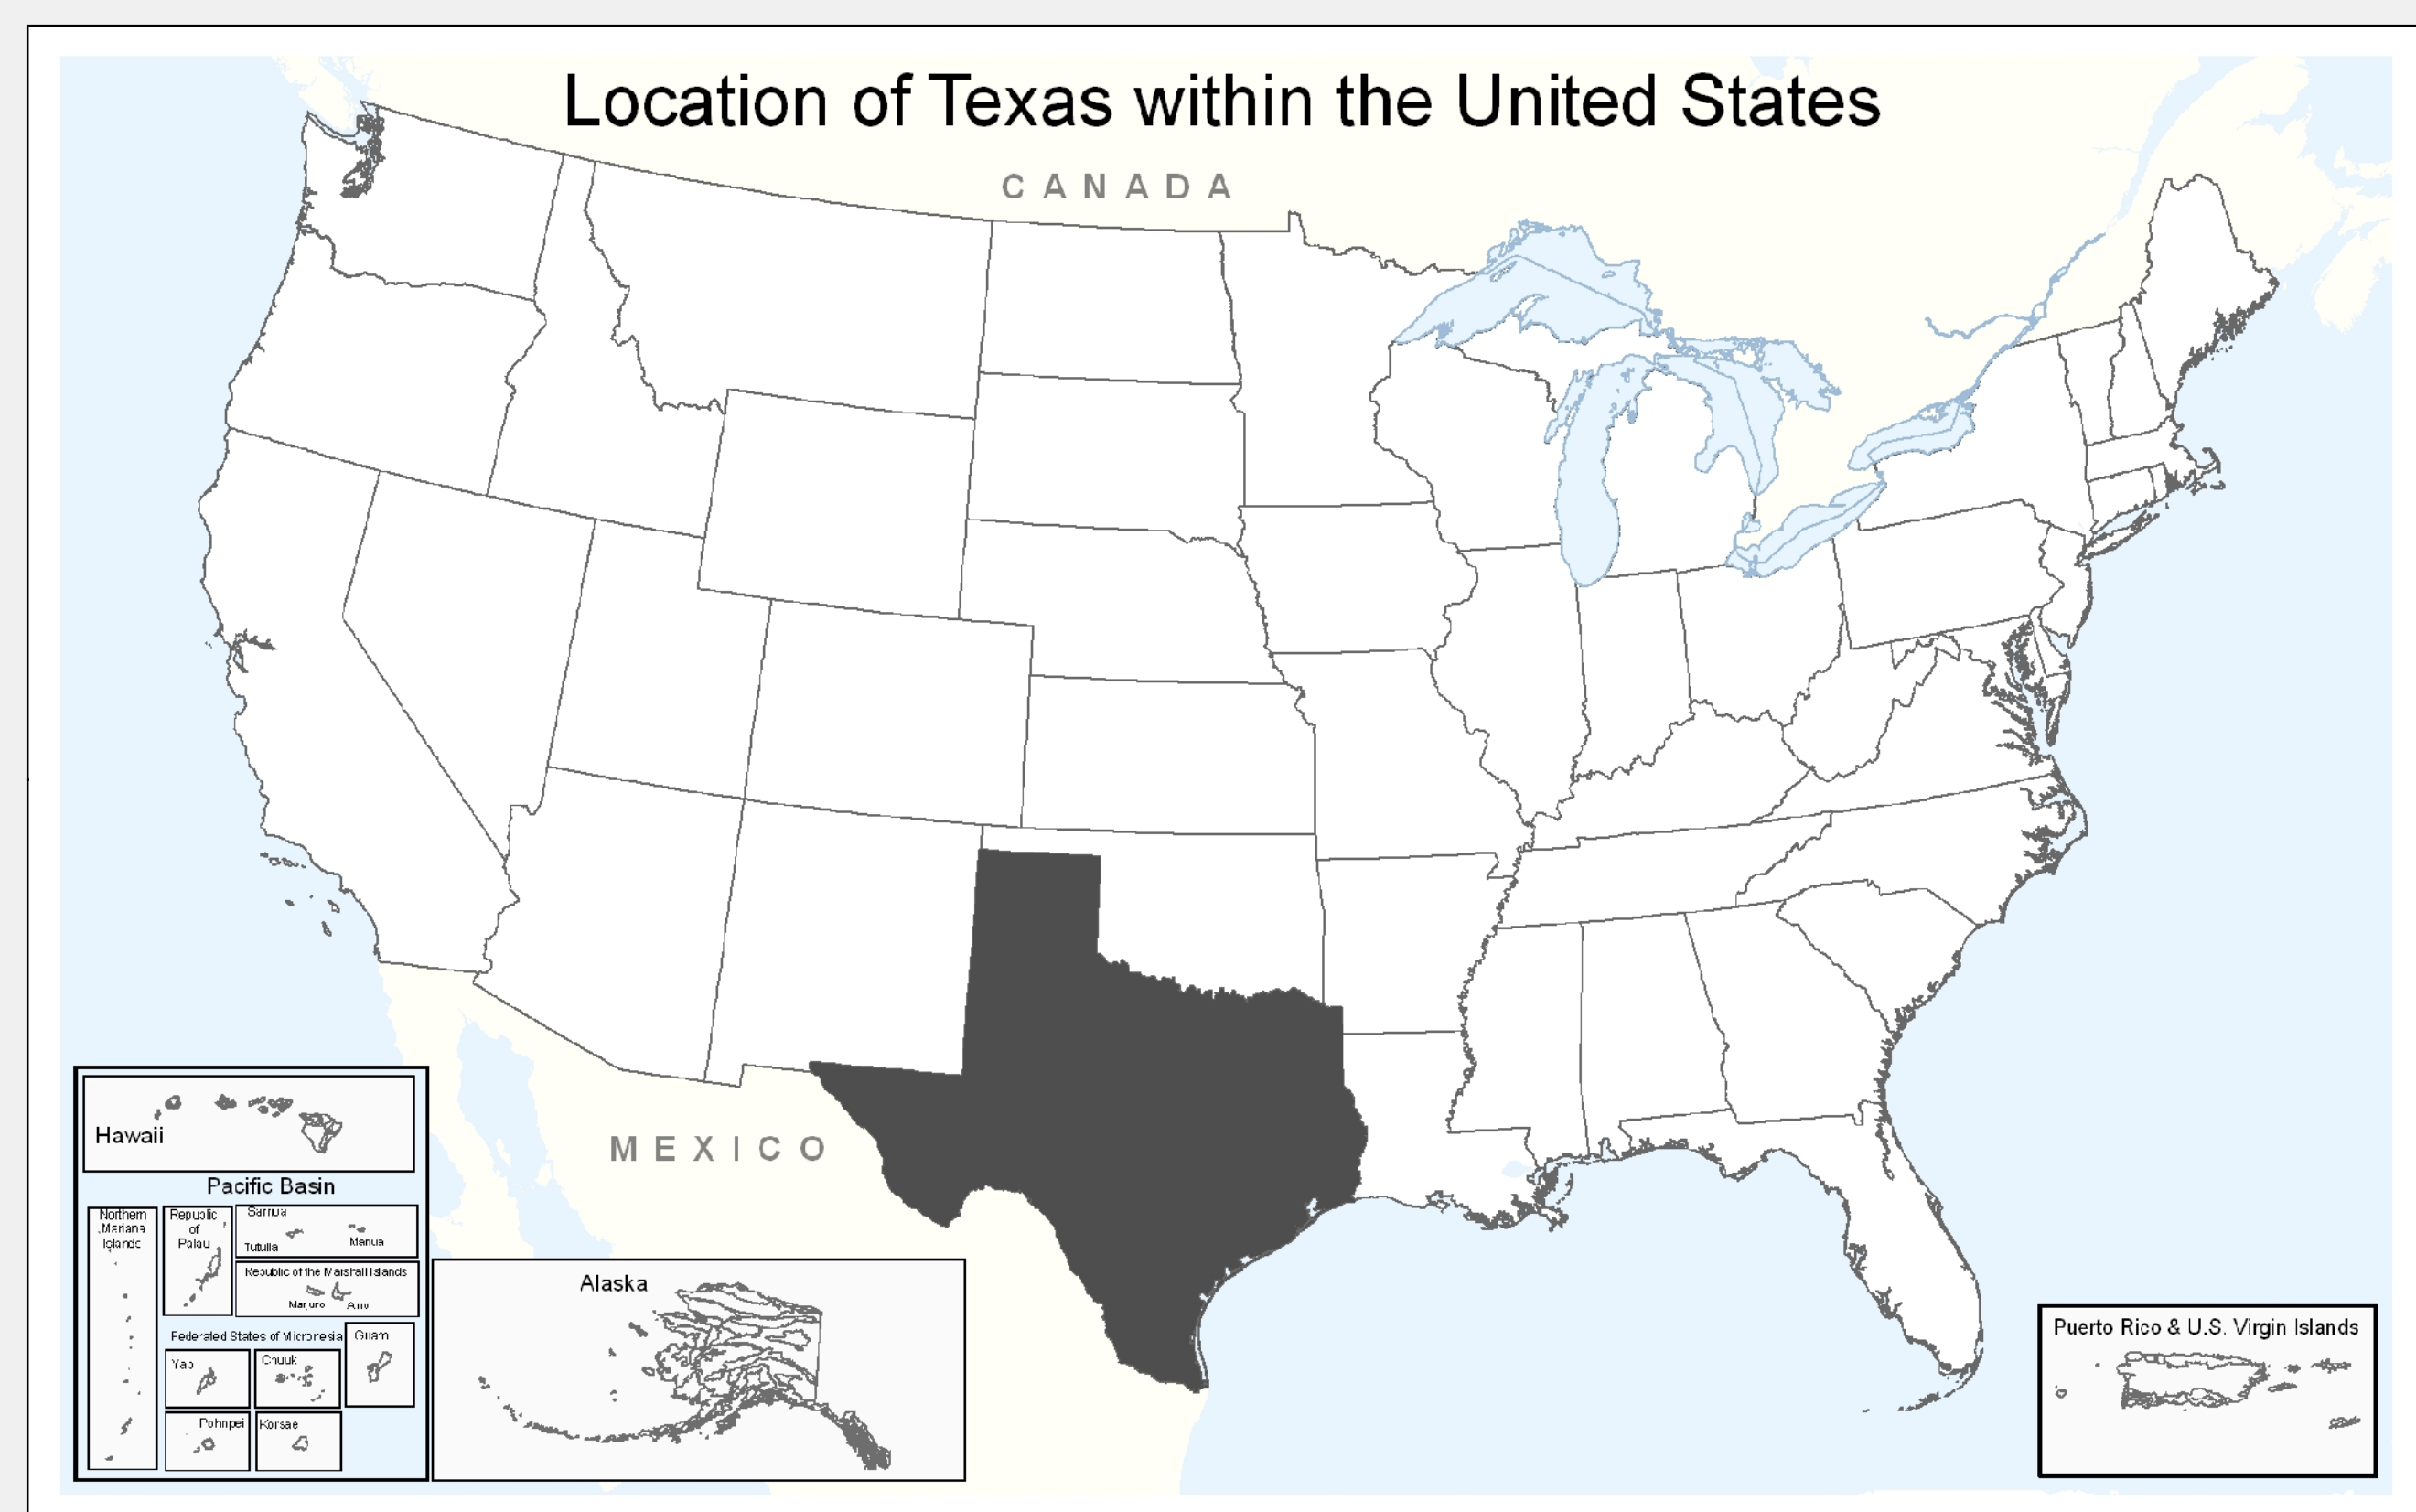 Location of Texas within the United States
CANADA
MEXICO
Hawaii
Pacific Basin
Northern
Mariana
Islands
Republic
of
Palau
Samoa
Tutuila
Manua
Republic of the Marshall Islands
Majuro
Arno
Federated States of Micronesia
Guam
Yap
Chuuk
Pohnpei
Korsae
Alaska
Puerto Rico & U.S. Virgin Islands